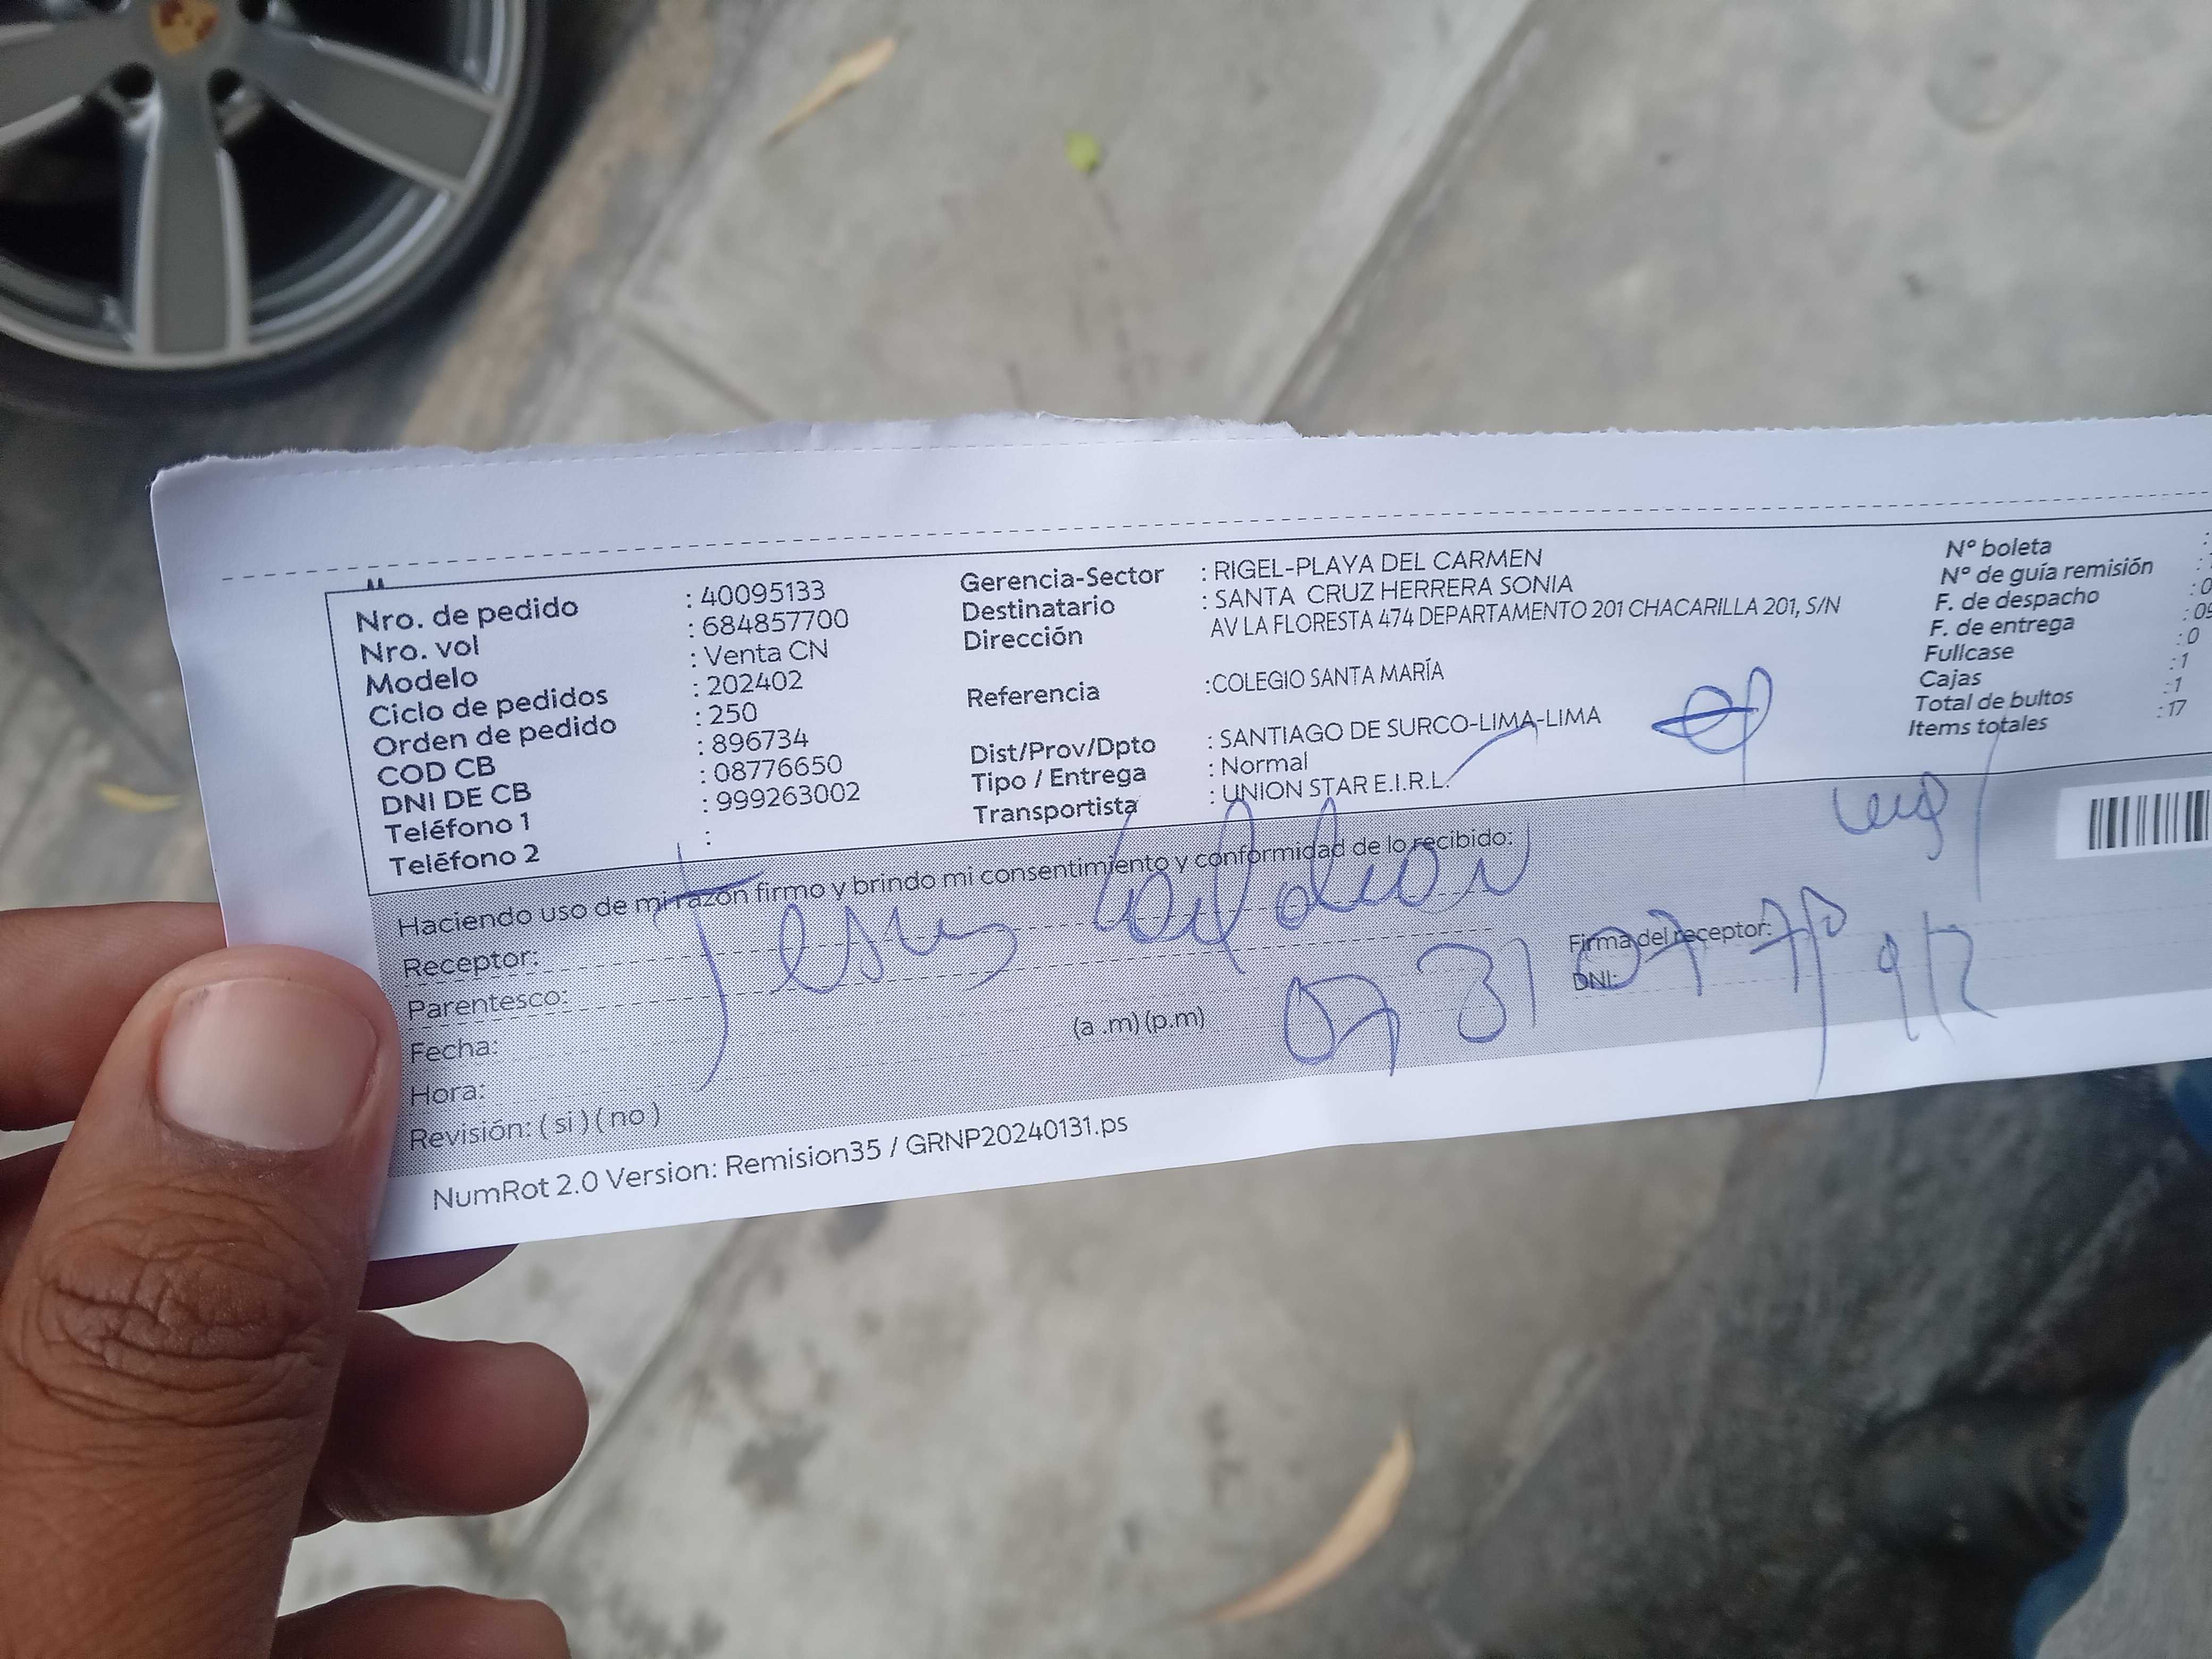 Nro. de pedido : 40095133
Nro. vol : 684857700
Modelo : Venta CN
Ciclo de pedidos : 202402
Orden de pedido : 250
COD CB : 896734
DNI DE CB : 08776650
Teléfono 1 : 999263002
Teléfono 2 :
Gerencia-Sector : RIGEL-PLAYA DEL CARMEN
Destinatario : SANTA CRUZ HERRERA SONIA
Dirección AV LA FLORESTA 474 DEPARTAMENTO 201 CHACARILLA 201, S/N
Referencia :COLEGIO SANTA MARÍA
Dist/Prov/Dpto : SANTIAGO DE SURCO-LIMA-LIMA
Tipo / Entrega : Normal
Transportista : UNION STAR E.I.R.L.
N° boleta :
N° de guía remisión :
F. de despacho : 0
F. de entrega : 09
Fullcase :0
Cajas :1
Total de bultos :1
Items totales :17
Haciendo uso de mi razón firmo y brindo mi consentimiento y conformidad de lo recibido:
Receptor: Jesus
Parentesco:
Fecha:
Hora: (a .m) (p.m)
Revisión: ( si ) ( no )
Firma del receptor:
DNI:
NumRot 2.0 Version: Remision35 / GRNP20240131.ps